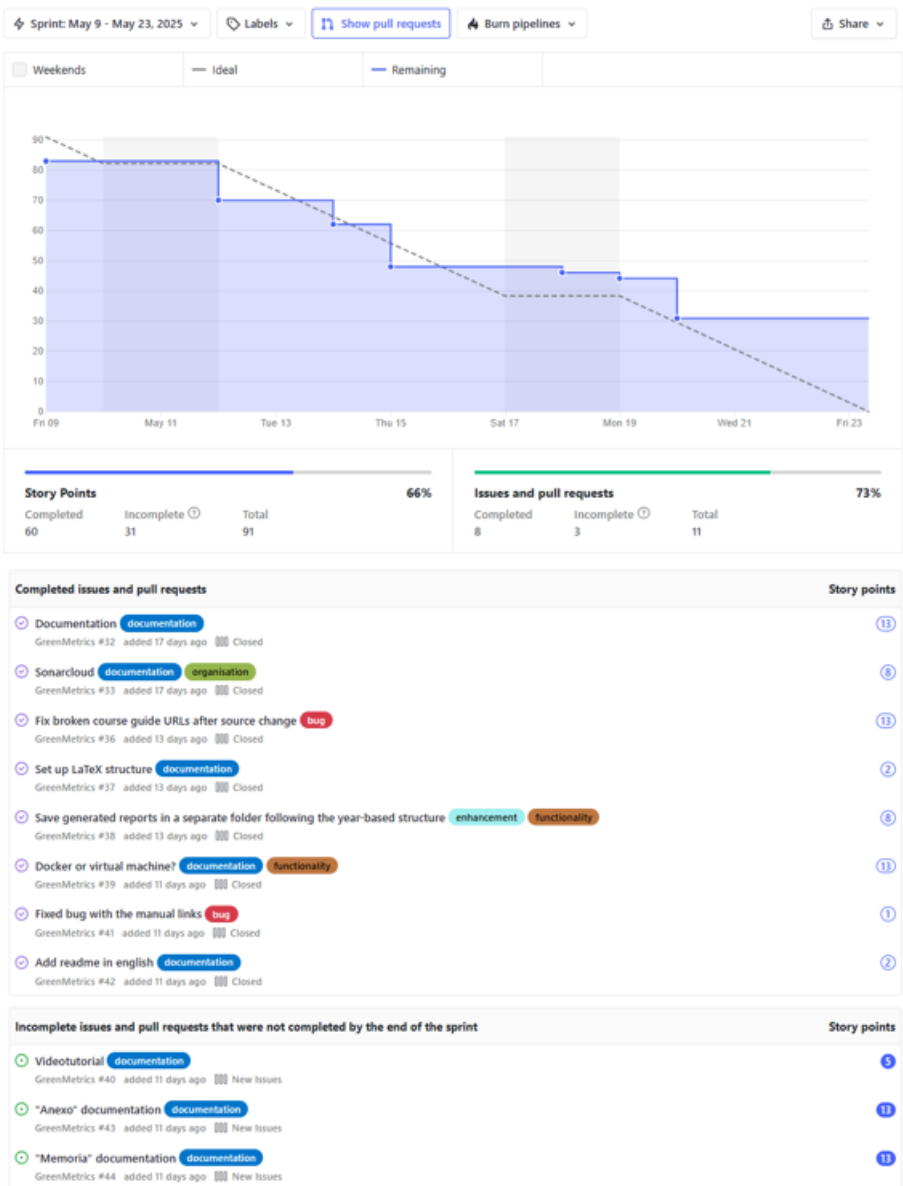 Sprint: May 9 - May 23, 2025 Labels Show pull requests Burn pipelines Share
Weekends Ideal Remaining
90
80
70
60
50
40
30
20
10
0
Fri 09 May 11 Tue 13 Thu 15 Sat 17 Mon 19 Wed 21 Fri 23
Story Points 66%
Completed Incomplete ? Total
60 31 91
Issues and pull requests 73%
Completed Incomplete ? Total
8 3 11
Completed issues and pull requests Story points
Documentation documentation 13
GreenMetrics #32 added 17 days ago Closed
Sonarcloud documentation organisation 8
GreenMetrics #33 added 17 days ago Closed
Fix broken course guide URLs after source change bug 13
GreenMetrics #36 added 13 days ago Closed
Set up LaTeX structure documentation 2
GreenMetrics #37 added 13 days ago Closed
Save generated reports in a separate folder following the year-based structure enhancement functionality 8
GreenMetrics #38 added 13 days ago Closed
Docker or virtual machine? documentation functionality 13
GreenMetrics #39 added 11 days ago Closed
Fixed bug with the manual links bug 1
GreenMetrics #41 added 11 days ago Closed
Add readme in english documentation 2
GreenMetrics #42 added 11 days ago Closed
Incomplete issues and pull requests that were not completed by the end of the sprint Story points
Videotutorial documentation 5
GreenMetrics #40 added 11 days ago New Issues
"Anexo" documentation documentation 13
GreenMetrics #43 added 11 days ago New Issues
"Memoria" documentation documentation 13
GreenMetrics #44 added 11 days ago New Issues